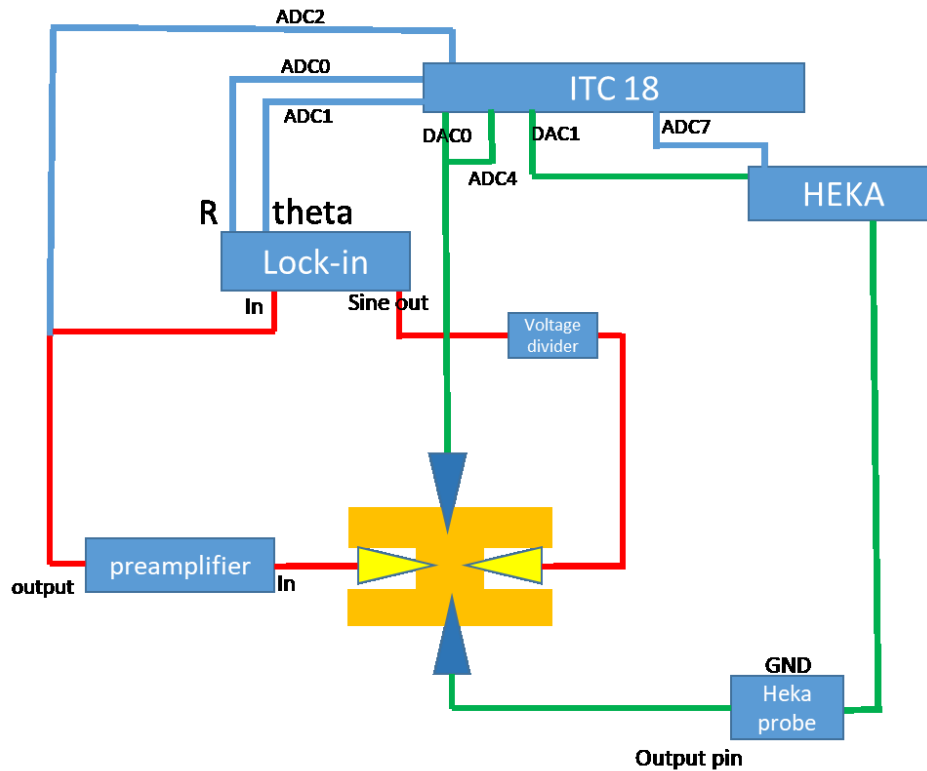 ADC2
ADC0
ITC 18
ADC1
DAC0
DAC1
ADC7
ADC4
HEKA
R
theta
Lock-in
In
Sine out
Voltage
divider
preamplifier
output
In
GND
Heka
probe
Output pin